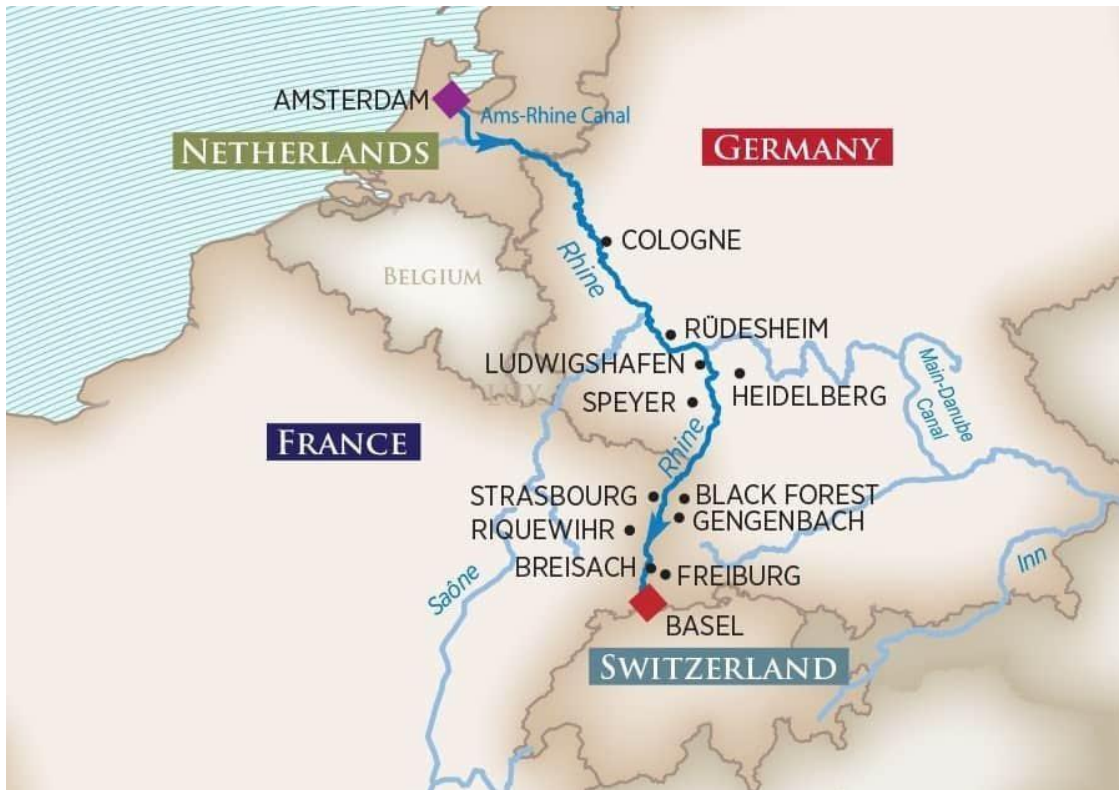 AMSTERDAM
Ams-Rhine Canal
NETHERLANDS
GERMANY
COLOGNE
Rhine
BELGIUM
RÜDESHEIM
LUDWIGSHAFEN
HEIDELBERG
Main-Danube
Canal
LUX
SPEYER
FRANCE
Rhine
STRASBOURG
BLACK FOREST
RIQUEWIHR
GENGENBACH
BREISACH
FREIBURG
Inn
Saône
BASEL
SWITZERLAND